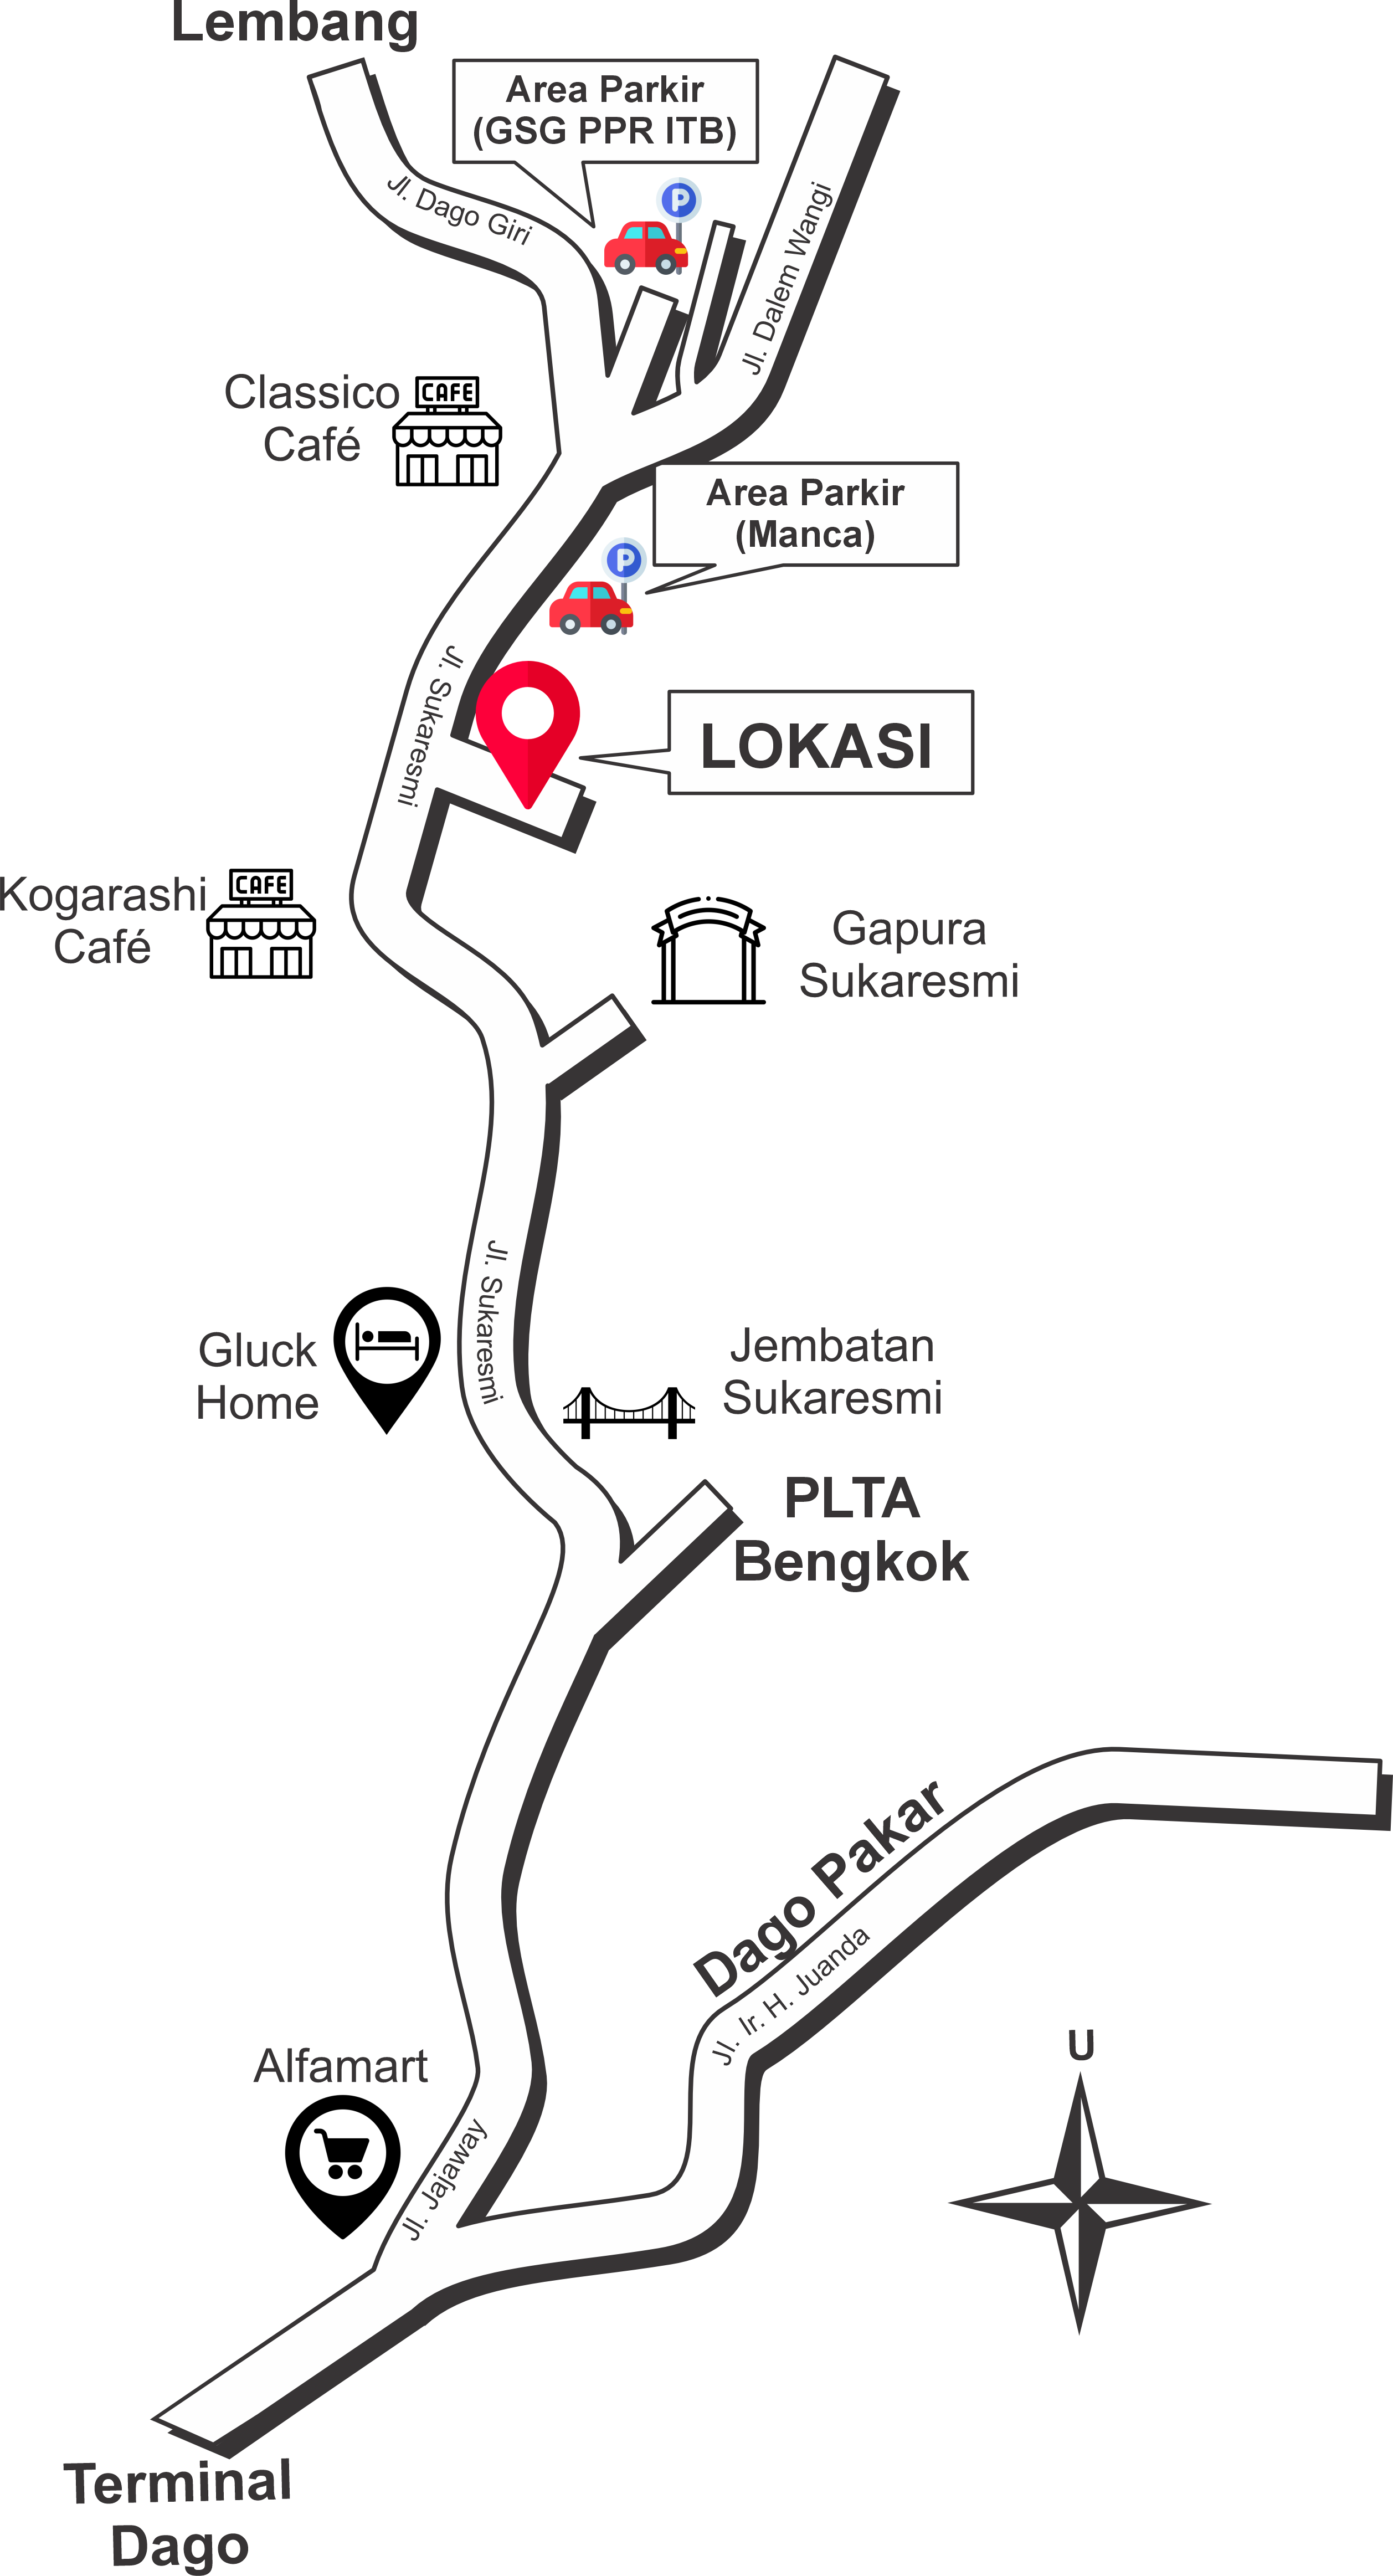 Lembang
Area Parkir
(GSG PPR ITB)
Jl. Dago Giri
Jl. Dalem Wangi
Classico
Café
CAFE
Area Parkir
(Manca)
Jl. Sukaresmi
LOKASI
Kogarashi
Café
CAFE
Gapura
Sukaresmi
Jl. Sukaresmi
Gluck
Home
Jembatan
Sukaresmi
PLTA
Bengkok
Dago Pakar
Jl. Ir. H. Juanda
Alfamart
Jl. Jajaway
U
Terminal
Dago
P
P